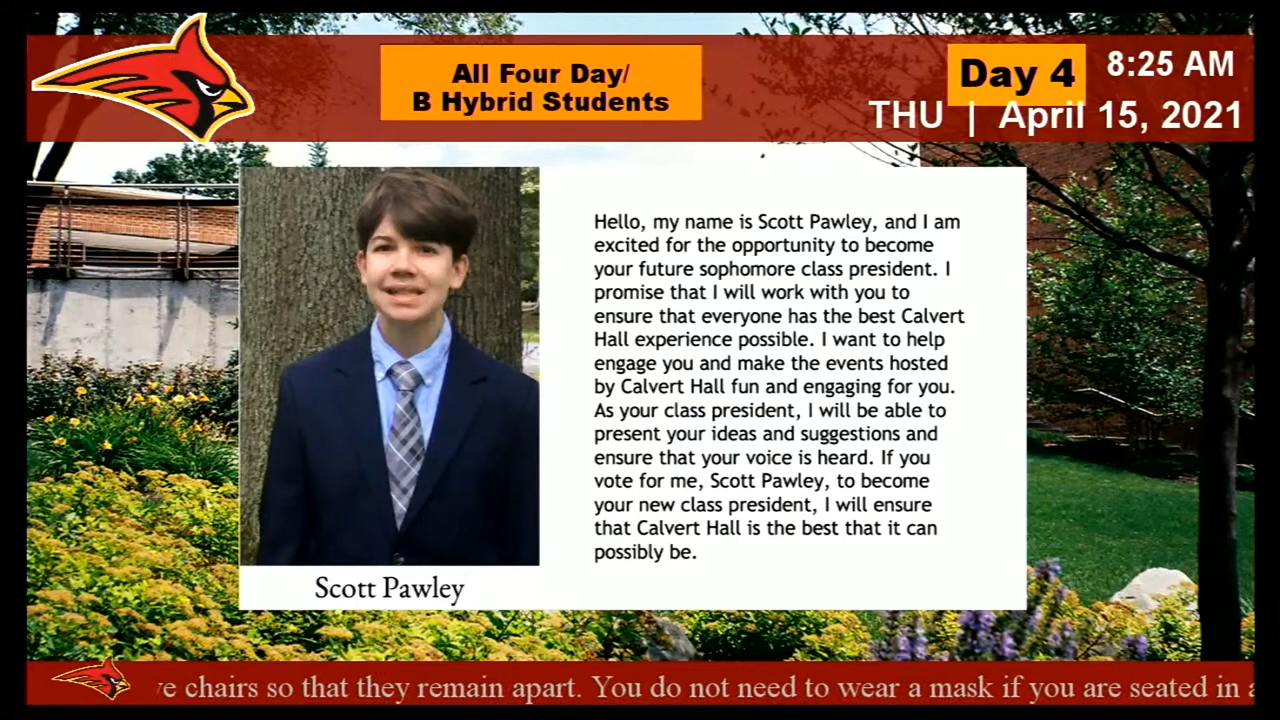 All Four Day/
B Hybrid Students
Day 4
8:25 AM
THU | April 15, 2021
Hello, my name is Scott Pawley, and I am
excited for the opportunity to become
your future sophomore class president. I
promise that I will work with you to
ensure that everyone has the best Calvert
Hall experience possible. I want to help
engage you and make the events hosted
by Calvert Hall fun and engaging for you.
As your class president, I will be able to
present your ideas and suggestions and
ensure that your voice is heard. If you
vote for me, Scott Pawley, to become
your new class president, I will ensure
that Calvert Hall is the best that it can
possibly be.
Scott Pawley
chairs so that they remain apart. You do not need to wear a mask if you are seated in